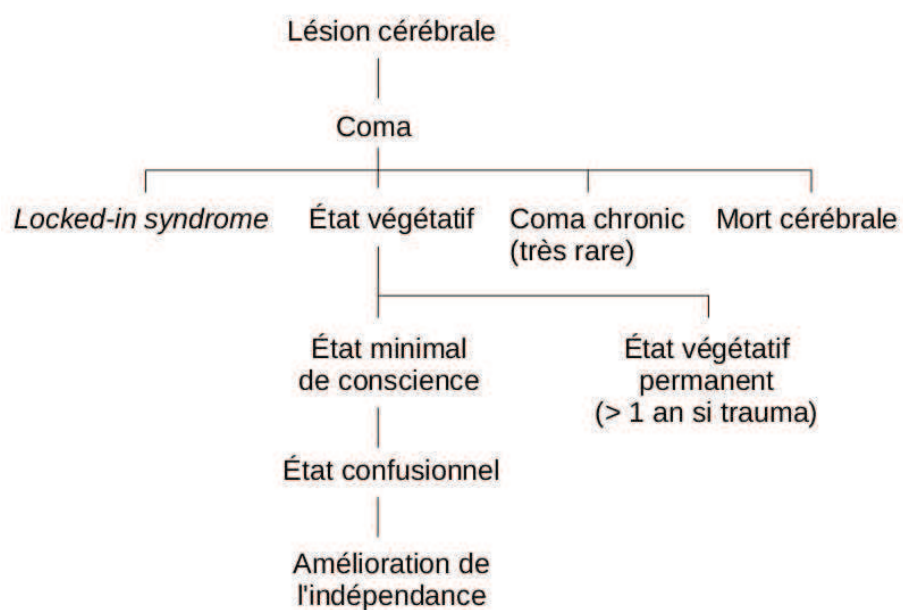 Lésion cérébrale
Coma
Locked-in syndrome
État végétatif
Coma chronic
(très rare)
Mort cérébrale
État minimal
de conscience
État végétatif
permanent
(> 1 an si trauma)
État confusionnel
Amélioration de
l'indépendance